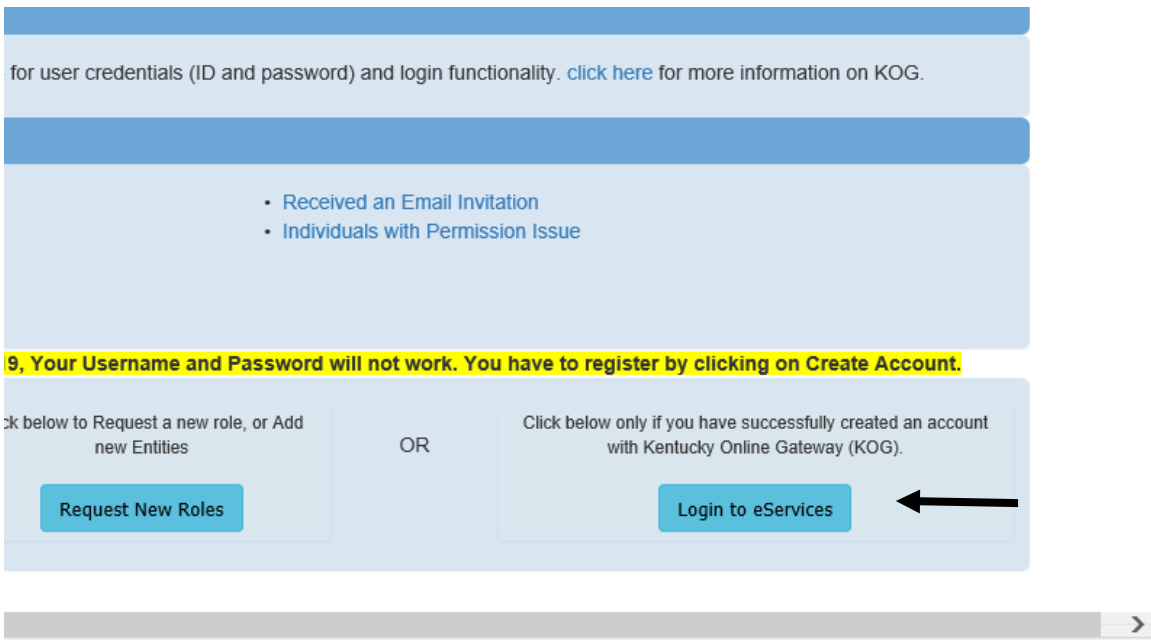 for user credentials (ID and password) and login functionality. click here for more information on KOG.
• Received an Email Invitation
• Individuals with Permission Issue
9, Your Username and Password will not work. You have to register by clicking on Create Account.
ck below to Request a new role, or Add
new Entities
Request New Roles
OR
Click below only if you have successfully created an account
with Kentucky Online Gateway (KOG).
Login to eServices